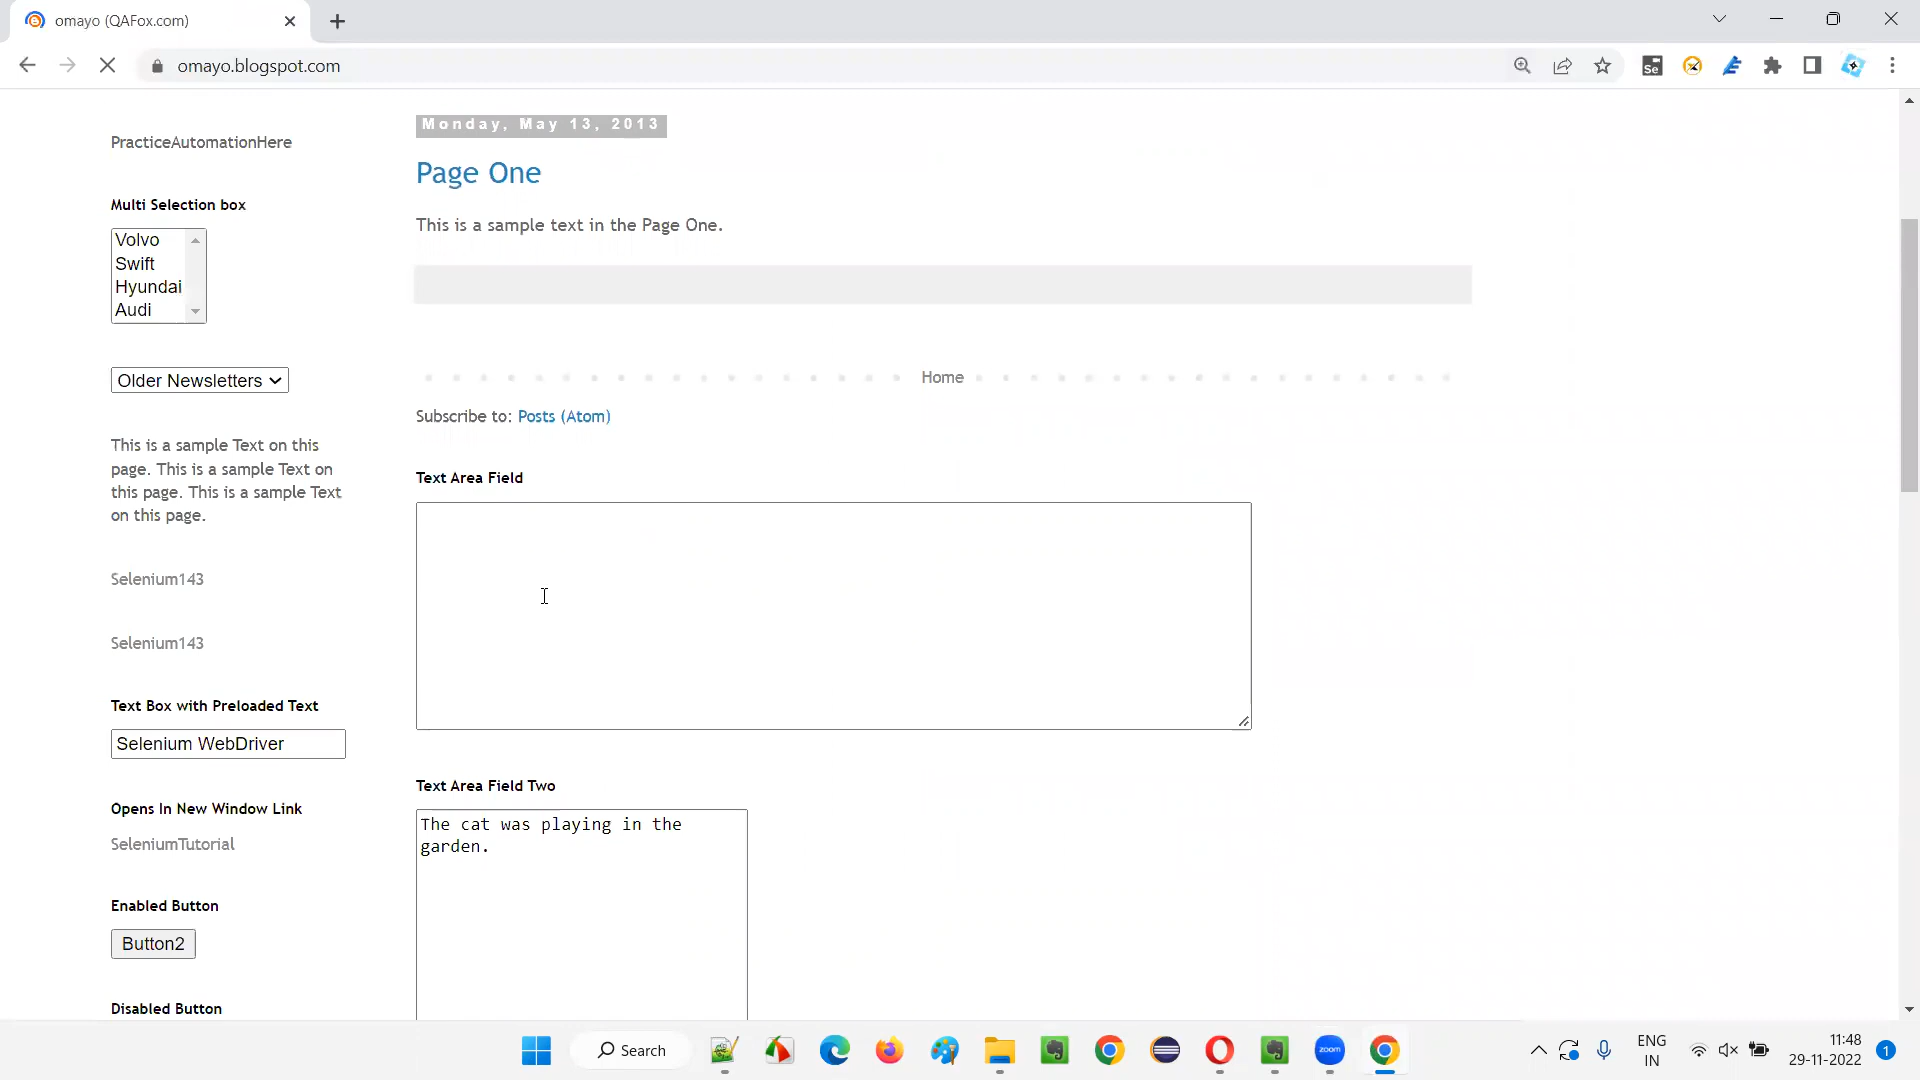 omayo (QAFox.com)
omayo.blogspot.com
Se
PracticeAutomationHere
Multi Selection box
Volvo
Swift
Hyundai
Audi
Older Newsletters
This is a sample Text on this
page. This is a sample Text on
this page. This is a sample Text
on this page.
Selenium143
Selenium143
Text Box with Preloaded Text
Selenium WebDriver
Opens In New Window Link
SeleniumTutorial
Enabled Button
Button2
Disabled Button
Monday, May 13, 2013
Page One
This is a sample text in the Page One.
Home
Subscribe to: Posts (Atom)
Text Area Field
Text Area Field Two
The cat was playing in the
garden.
Search
zoom
ENG
IN
11:48
29-11-2022
1